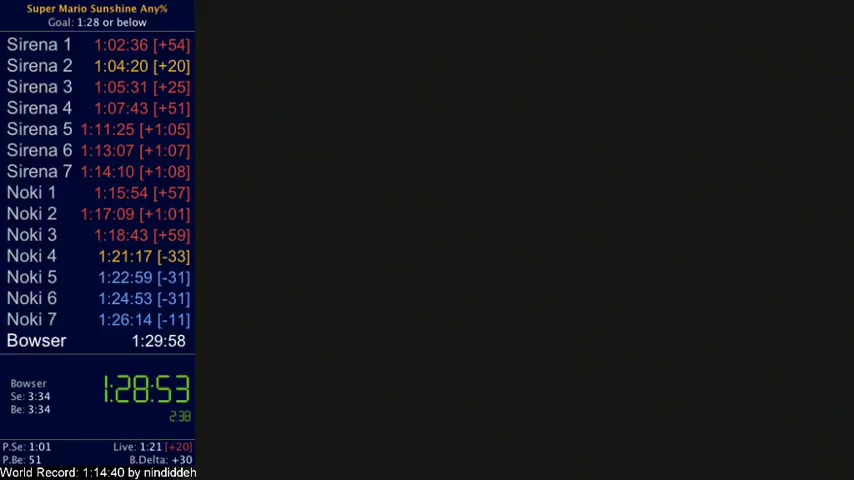 Super Mario Sunshine Any%
Goal: 1:28 or below
Sirena 1 1:02:36 [+54]
Sirena 2 1:04:20 [+20]
Sirena 3 1:05:31 [+25]
Sirena 4 1:07:43 [+51]
Sirena 5 1:11:25 [+1:05]
Sirena 6 1:13:07 [+1:07]
Sirena 7 1:14:10 [+1:08]
Noki 1 1:15:54 [+57]
Noki 2 1:17:09 [+1:01]
Noki 3 1:18:43 [+59]
Noki 4 1:21:17 [-33]
Noki 5 1:22:59 [-31]
Noki 6 1:24:53 [-31]
Noki 7 1:26:14 [-11]
Bowser 1:29:58
Bowser
Se: 3:34
Be: 3:34
1:28:53
2:38
P.Se: 1:01 Live: 1:21 [+20]
P.Be: 51 B.Delta: +30
World Record: 1:14:40 by nindiddeh